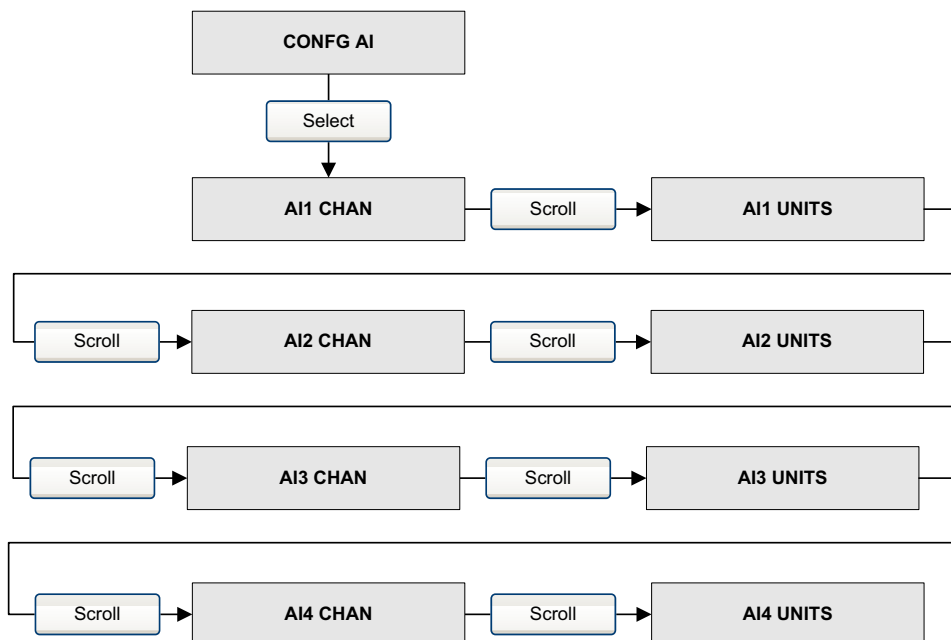 CONFG AI
Select
AI1 CHAN
Scroll
AI1 UNITS
Scroll
AI2 CHAN
Scroll
AI2 UNITS
Scroll
AI3 CHAN
Scroll
AI3 UNITS
Scroll
AI4 CHAN
Scroll
AI4 UNITS